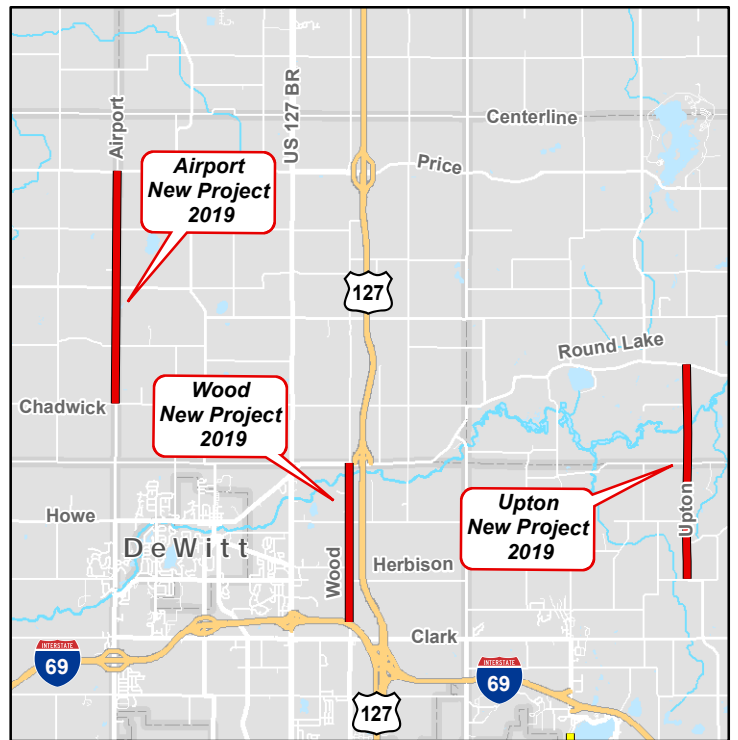 Airport
US 127 BR
Centerline
Price
Airport
New Project
2019
127
Round Lake
Chadwick
Wood
New Project
2019
Upton
New Project
2019
Upton
Howe
DeWitt
Wood
Herbison
Clark
INTERSTATE
69
INTERSTATE
69
127